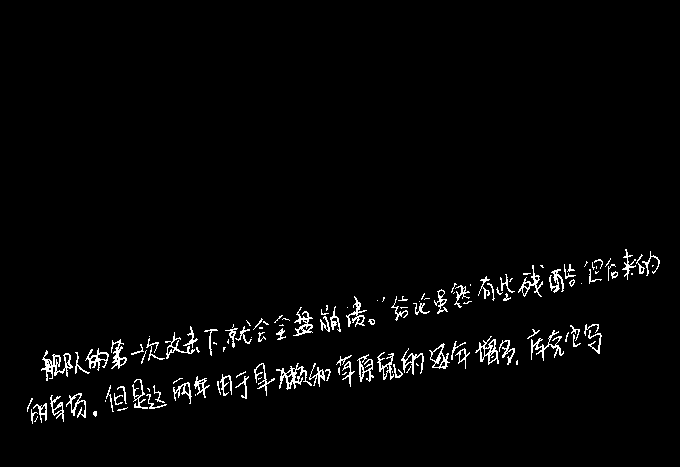 舰队的第一次攻击下,就会全盘崩溃。”结论虽然有些残酷,但后来的
的自焚。但是这两年由于旱獭和草原鼠的逐年增多,库克它写